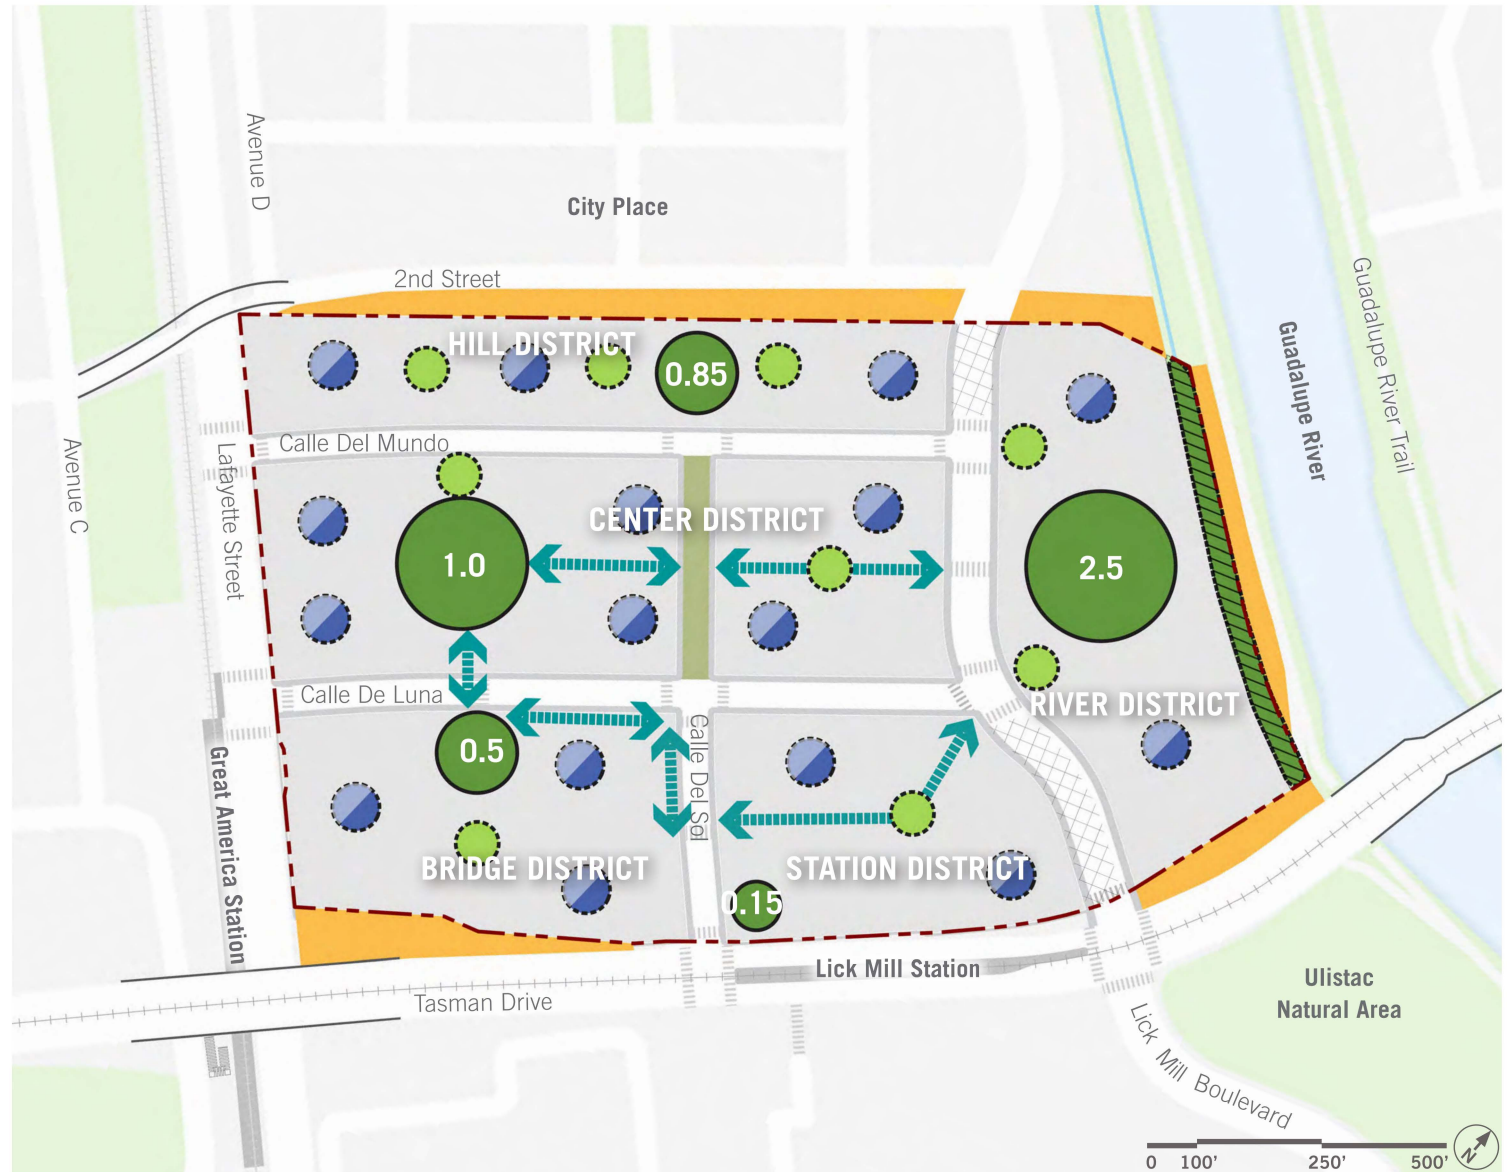 Avenue D
City Place
2nd Street
Guadalupe River Trail
Guadalupe River
HILL DISTRICT
0.85
Avenue C
Lafayette Street
Calle Del Mundo
CENTER DISTRICT
1.0
2.5
Calle De Luna
RIVER DISTRICT
Great America Station
0.5
Calle Del Sol
BRIDGE DISTRICT
STATION DISTRICT
0.15
Lick Mill Station
Tasman Drive
Ulistac
Natural Area
Lick Mill Boulevard
0 100' 250' 500'
N